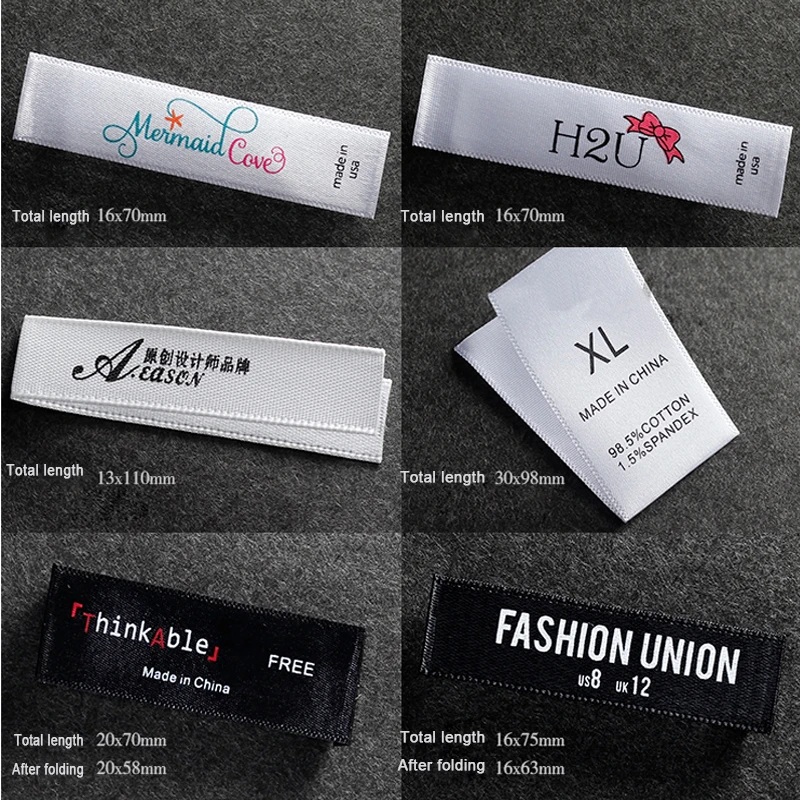 Mermaid Cove
made in
usa
Total length 16x70mm
H2U
made in
usa
Total length 16x70mm
原创设计师品牌
A.EASON
Total length 13x110mm
XL
MADE IN CHINA
98.5%COTTON
1.5%SPANDEX
Total length 30x98mm
「ThinkAble」
Made in China
FREE
Total length 20x70mm
After folding 20x58mm
FASHION UNION
US8 UK12
Total length 16x75mm
After folding 16x63mm